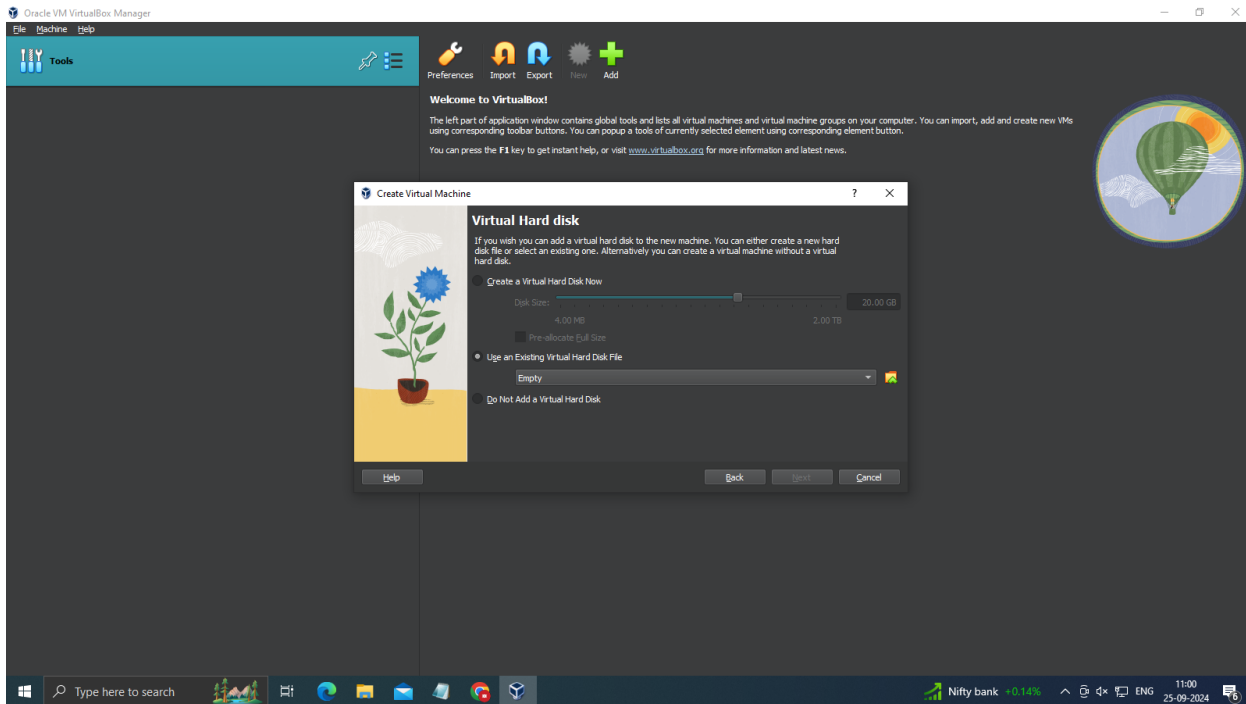 Oracle VM VirtualBox Manager
File Machine Help
Tools
Preferences Import Export New Add
Welcome to VirtualBox!
The left part of application window contains global tools and lists all virtual machines and virtual machine groups on your computer. You can import, add and create new VMs
using corresponding toolbar buttons. You can popup a tools of currently selected element using corresponding element button.
You can press the F1 key to get instant help, or visit www.virtualbox.org for more information and latest news.
Create Virtual Machine
?
Virtual Hard disk
If you wish you can add a virtual hard disk to the new machine. You can either create a new hard
disk file or select an existing one. Alternatively you can create a virtual machine without a virtual
hard disk.
Create a Virtual Hard Disk Now
Disk Size: 20.00 GB
4.00 MB 2.00 TB
Pre-allocate Full Size
Use an Existing Virtual Hard Disk File
Empty
Do Not Add a Virtual Hard Disk
Help Back Next Cancel
Type here to search
Nifty bank +0.14%
ENG
11:00
25-09-2024
6